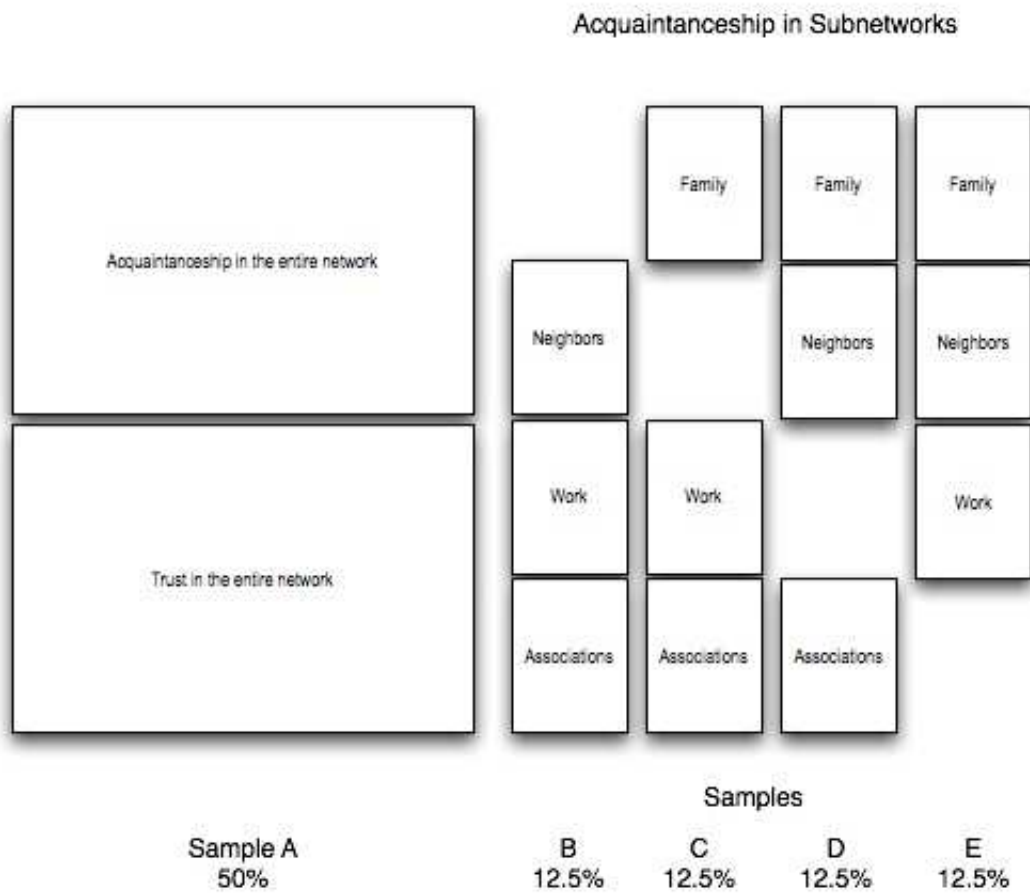 Acquaintanceship in Subnetworks
Family Family Family
Acquaintanceship in the entire network
Neighbors Neighbors Neighbors
Work Work Work
Trust in the entire network
Associations Associations Associations
Samples
Sample A B C D E
50% 12.5% 12.5% 12.5% 12.5%